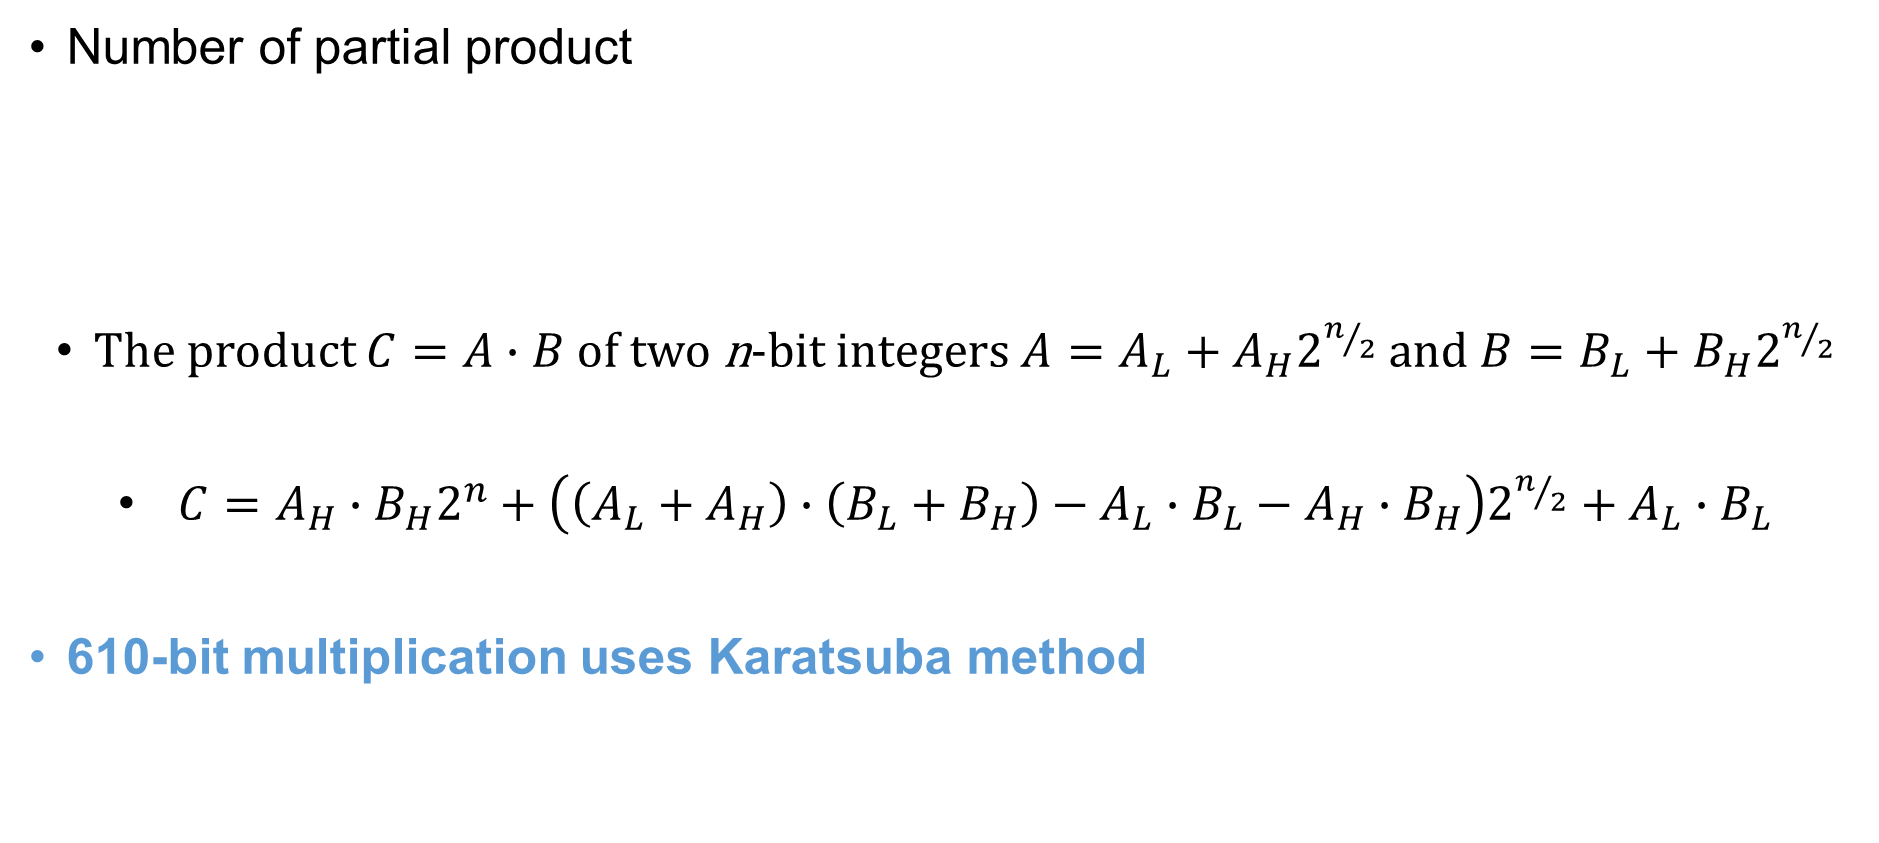 • Number of partial product
• The product C = A · B of two n-bit integers A = A_L + A_H 2^{n/2} and B = B_L + B_H 2^{n/2}
• C = A_H · B_H 2^n + ((A_L + A_H) · (B_L + B_H) − A_L · B_L − A_H · B_H) 2^{n/2} + A_L · B_L
• 610-bit multiplication uses Karatsuba method